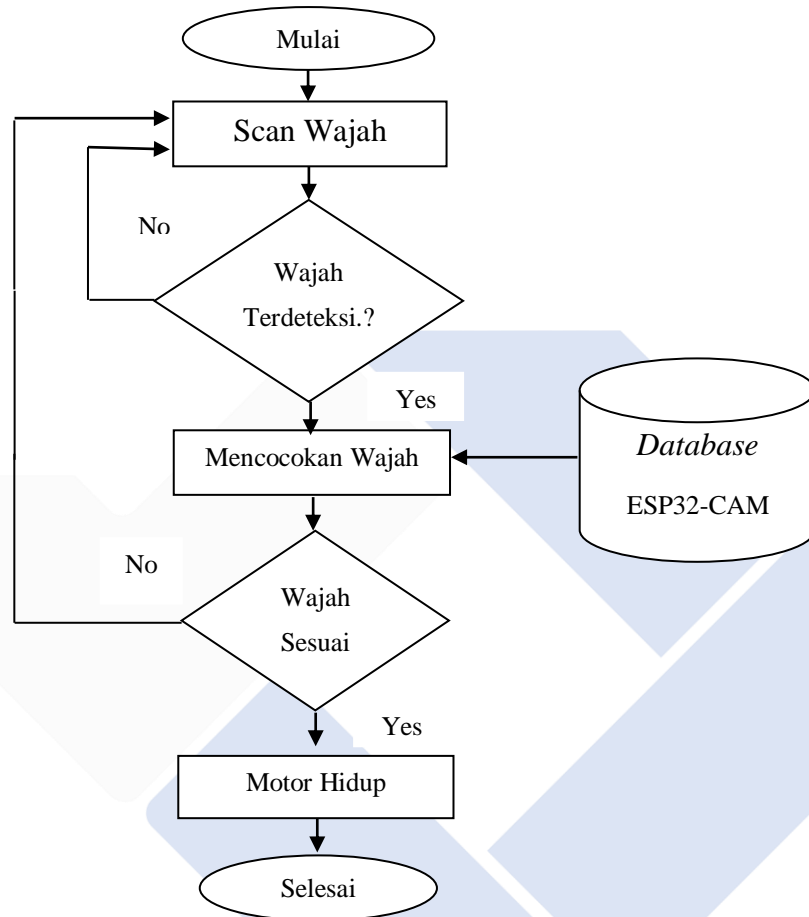 Mulai
Scan Wajah
No
Wajah
Terdeteksi.?
Yes
Mencocokan Wajah
Database
ESP32-CAM
No
Wajah
Sesuai
Yes
Motor Hidup
Selesai